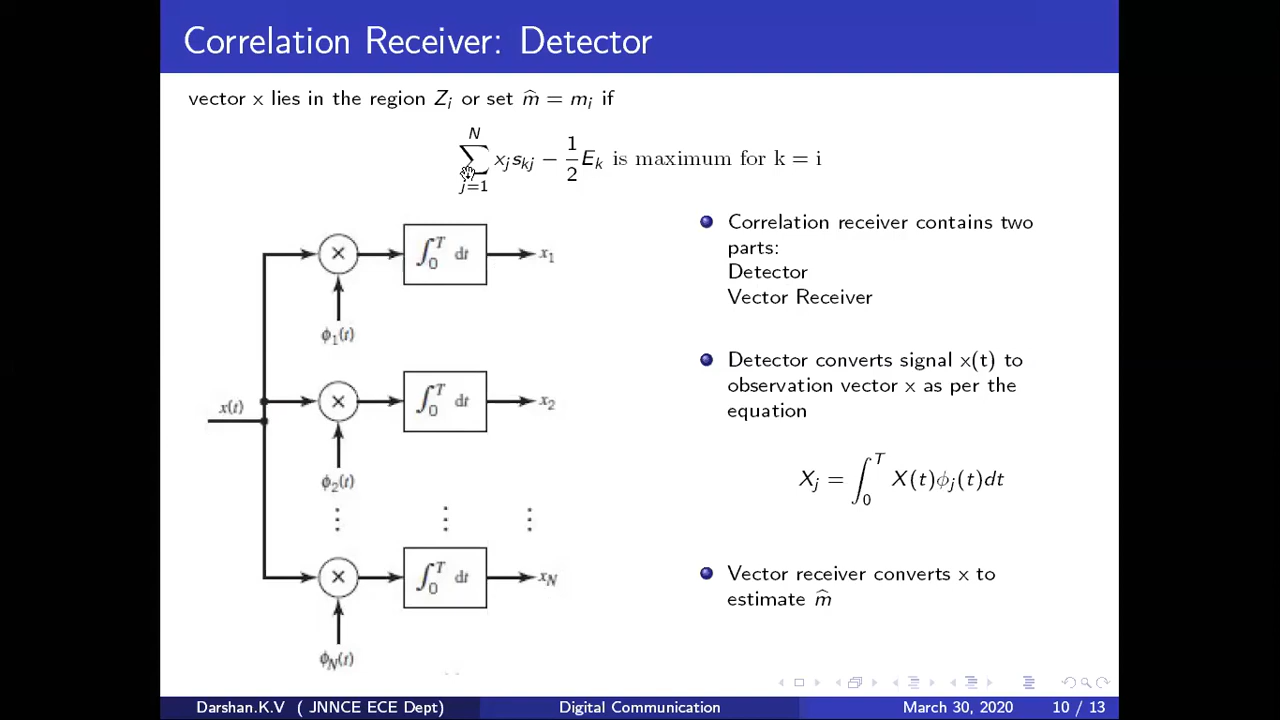 Correlation Receiver: Detector
vector x lies in the region Z_i or set m̂ = m_i if
∑_{j=1}^{N} x_j s_{kj} − 1/2 E_k is maximum for k = i
Correlation receiver contains two
parts:
Detector
Vector Receiver
Detector converts signal x(t) to
observation vector x as per the
equation
X_j = ∫_0^T X(t)ϕ_j(t)dt
Vector receiver converts x to
estimate m̂
× ∫_0^T dt x_1
ϕ_1(t)
x(t)
× ∫_0^T dt x_2
ϕ_2(t)
⋮ ⋮ ⋮
× ∫_0^T dt x_N
ϕ_N(t)
Darshan.K.V ( JNNCE ECE Dept) Digital Communication March 30, 2020 10 / 13